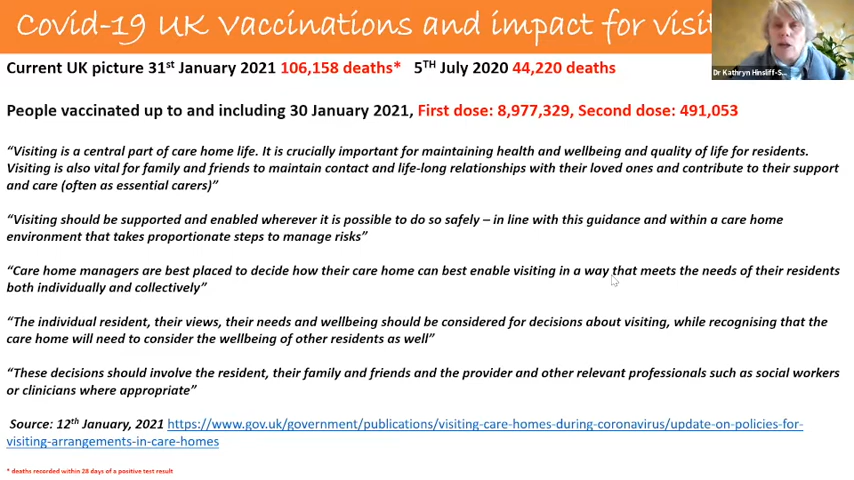 Covid-19 UK Vaccinations and impact for visit
Dr Kathryn Hinsliff-S...
Current UK picture 31st January 2021 106,158 deaths* 5TH July 2020 44,220 deaths
People vaccinated up to and including 30 January 2021, First dose: 8,977,329, Second dose: 491,053
“Visiting is a central part of care home life. It is crucially important for maintaining health and wellbeing and quality of life for residents.
Visiting is also vital for family and friends to maintain contact and life-long relationships with their loved ones and contribute to their support
and care (often as essential carers)”
“Visiting should be supported and enabled wherever it is possible to do so safely – in line with this guidance and within a care home
environment that takes proportionate steps to manage risks”
“Care home managers are best placed to decide how their care home can best enable visiting in a way that meets the needs of their residents
both individually and collectively”
“The individual resident, their views, their needs and wellbeing should be considered for decisions about visiting, while recognising that the
care home will need to consider the wellbeing of other residents as well”
“These decisions should involve the resident, their family and friends and the provider and other relevant professionals such as social workers
or clinicians where appropriate”
Source: 12th January, 2021 https://www.gov.uk/government/publications/visiting-care-homes-during-coronavirus/update-on-policies-for-
visiting-arrangements-in-care-homes
* deaths recorded within 28 days of a positive test result